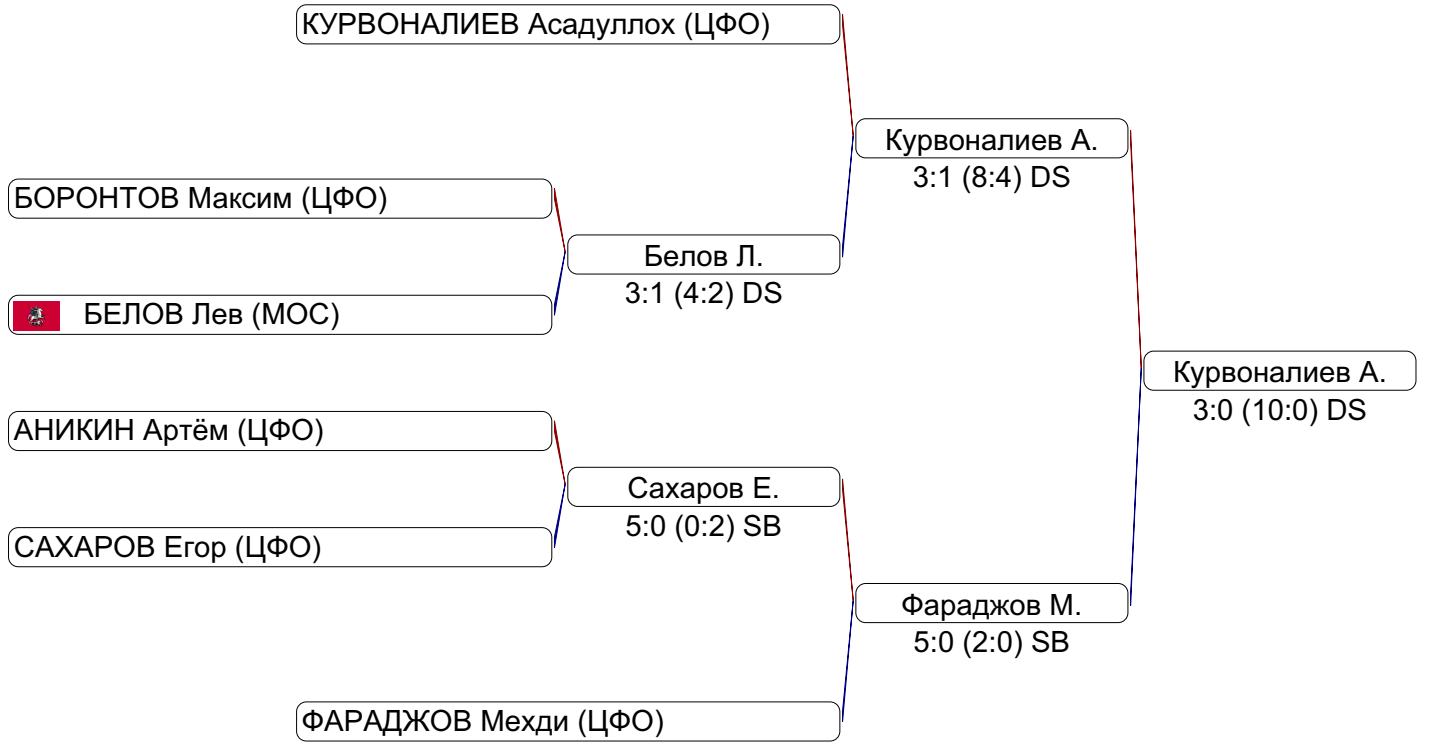 КУРВОНАЛИЕВ Асадуллох (ЦФО)
Курвоналиев А.
3:1 (8:4) DS
БОРОНТОВ Максим (ЦФО)
Белов Л.
3:1 (4:2) DS
БЕЛОВ Лев (МОС)
Курвоналиев А.
3:0 (10:0) DS
АНИКИН Артём (ЦФО)
Сахаров Е.
5:0 (0:2) SB
САХАРОВ Егор (ЦФО)
Фараджов М.
5:0 (2:0) SB
ФАРАДЖОВ Мехди (ЦФО)